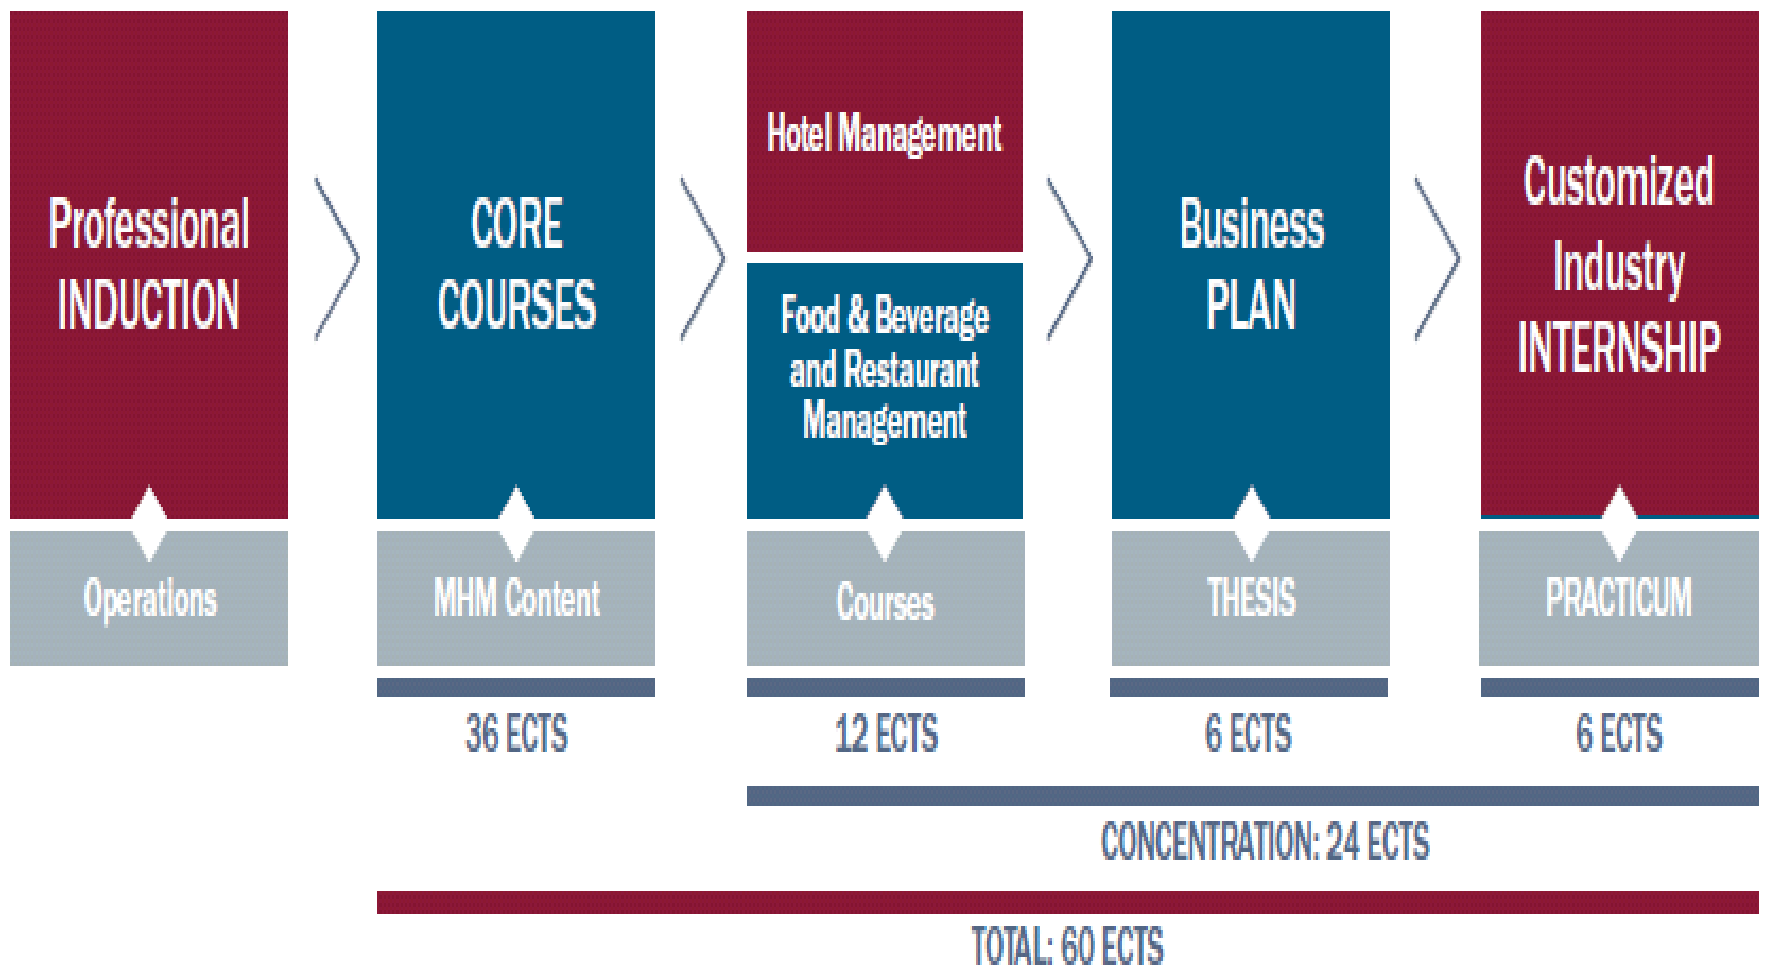 Professional
INDUCTION
Operations
CORE
COURSES
MHM Content
36 ECTS
Hotel Management
Food & Beverage
and Restaurant
Management
Courses
12 ECTS
Business
PLAN
THESIS
6 ECTS
Customized
Industry
INTERNSHIP
PRACTICUM
6 ECTS
CONCENTRATION: 24 ECTS
TOTAL: 60 ECTS